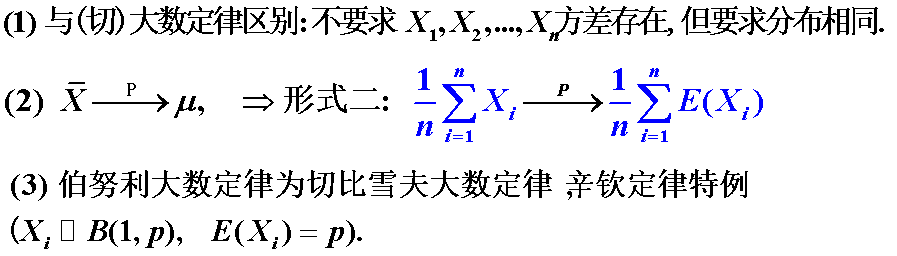 (1) 与(切)大数定律区别:不要求 X₁,X₂,...,Xₙ方差存在, 但要求分布相同.
(2) X̄ —P→ μ, ⇒ 形式二: 1/n ∑ᵢ₌₁ⁿ Xᵢ —P→ 1/n ∑ᵢ₌₁ⁿ E(Xᵢ)
(3) 伯努利大数定律为切比雪夫大数定律,辛钦定律特例
(Xᵢ □ B(1, p), E(Xᵢ) = p).